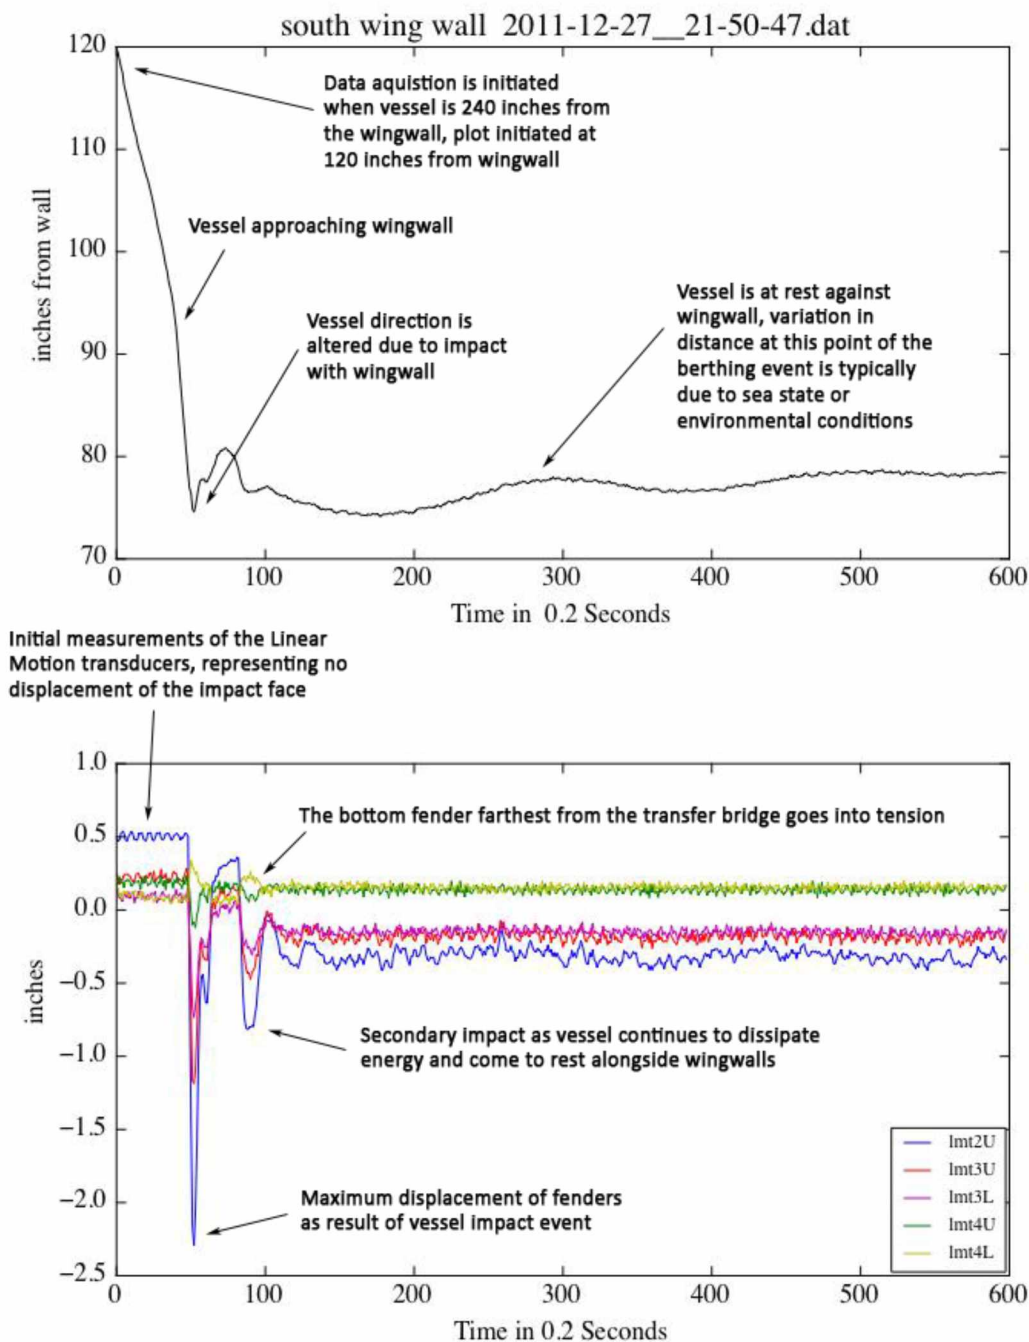 south wing wall 2011-12-27__21-50-47.dat
120
110
100
90
80
70
inches from wall
Data aquistion is initiated
when vessel is 240 inches from
the wingwall, plot initiated at
120 inches from wingwall
Vessel approaching wingwall
Vessel direction is
altered due to impact
with wingwall
Vessel is at rest against
wingwall, variation in
distance at this point of the
berthing event is typically
due to sea state or
environmental conditions
0 100 200 300 400 500 600
Time in 0.2 Seconds
Initial measurements of the Linear
Motion transducers, representing no
displacement of the impact face
1.0
0.5
0.0
−0.5
−1.0
−1.5
−2.0
−2.5
inches
The bottom fender farthest from the transfer bridge goes into tension
Secondary impact as vessel continues to dissipate
energy and come to rest alongside wingwalls
Maximum displacement of fenders
as result of vessel impact event
lmt2U
lmt3U
lmt3L
lmt4U
lmt4L
0 100 200 300 400 500 600
Time in 0.2 Seconds